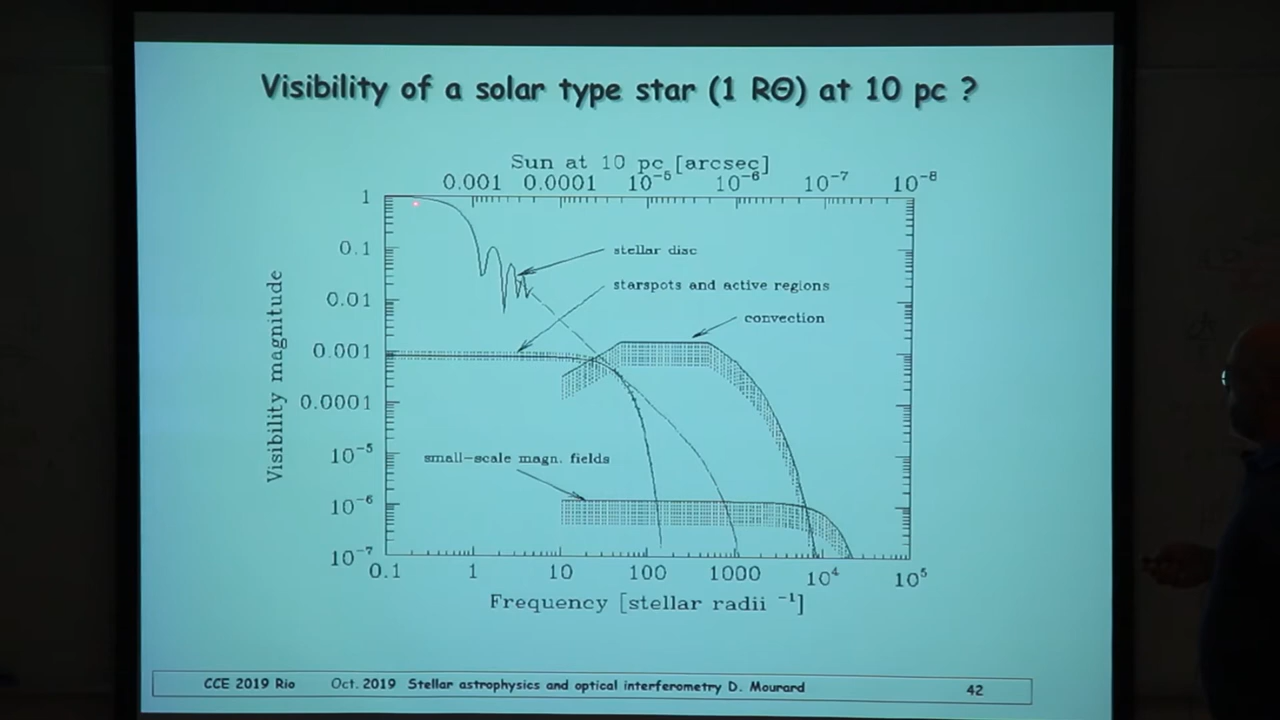 Visibility of a solar type star (1 RΘ) at 10 pc ?
Sun at 10 pc [arcsec]
0.001 0.0001 10⁻⁵ 10⁻⁶ 10⁻⁷ 10⁻⁸
1
0.1
0.01
0.001
0.0001
10⁻⁵
10⁻⁶
10⁻⁷
Visibility magnitude
stellar disc
starspots and active regions
convection
small-scale magn. fields
0.1 1 10 100 1000 10⁴ 10⁵
Frequency [stellar radii ⁻¹]
CCE 2019 Rio Oct. 2019 Stellar astrophysics and optical interferometry D. Mourard 42